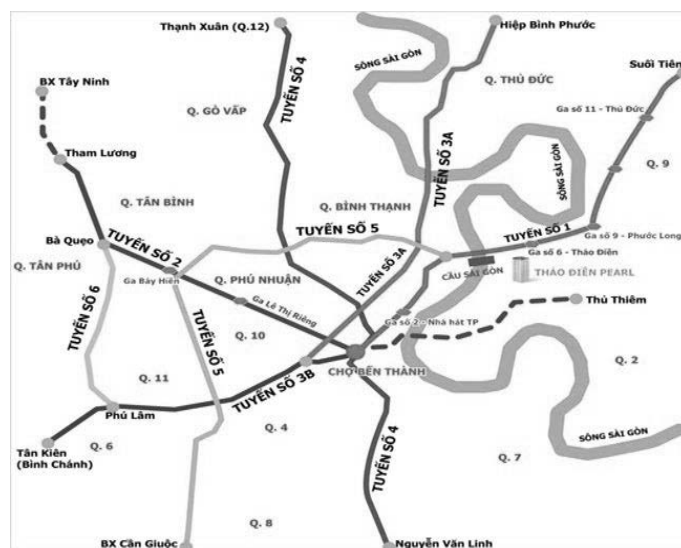 Thạnh Xuân (Q.12)
Hiệp Bình Phước
SÔNG SÀI GÒN
Suối Tiên
BX Tây Ninh
TUYẾN SỐ 4
Q. THỦ ĐỨC
Q. GÒ VẤP
Ga số 11 - Thủ Đức
TUYẾN SỐ 3A
Tham Lương
SÔNG SÀI GÒN
Q. 9
Q. TÂN BÌNH
Q. BÌNH THẠNH
TUYẾN SỐ 5
TUYẾN SỐ 1
Ga số 9 - Phước Long
Bà Quẹo
TUYẾN SỐ 2
Ga số 6 - Thảo Điền
Q. TÂN PHÚ
TUYẾN SỐ 3A
CẦU SÀI GÒN
THẢO ĐIỀN PEARL
Ga Bảy Hiền
Q. PHÚ NHUẬN
Ga Lê Thị Riêng
Thủ Thiêm
TUYẾN SỐ 6
Ga số 2 - Nhà hát TP
Q. 10
TUYẾN SỐ 5
CHỢ BẾN THÀNH
Q. 2
Q. 11
TUYẾN SỐ 3B
Phú Lâm
Q. 4
Q. 6
TUYẾN SỐ 4
SÔNG SÀI GÒN
Tân Kiên
(Bình Chánh)
Q. 7
Q. 8
BX Cần Giuộc
Nguyễn Văn Linh